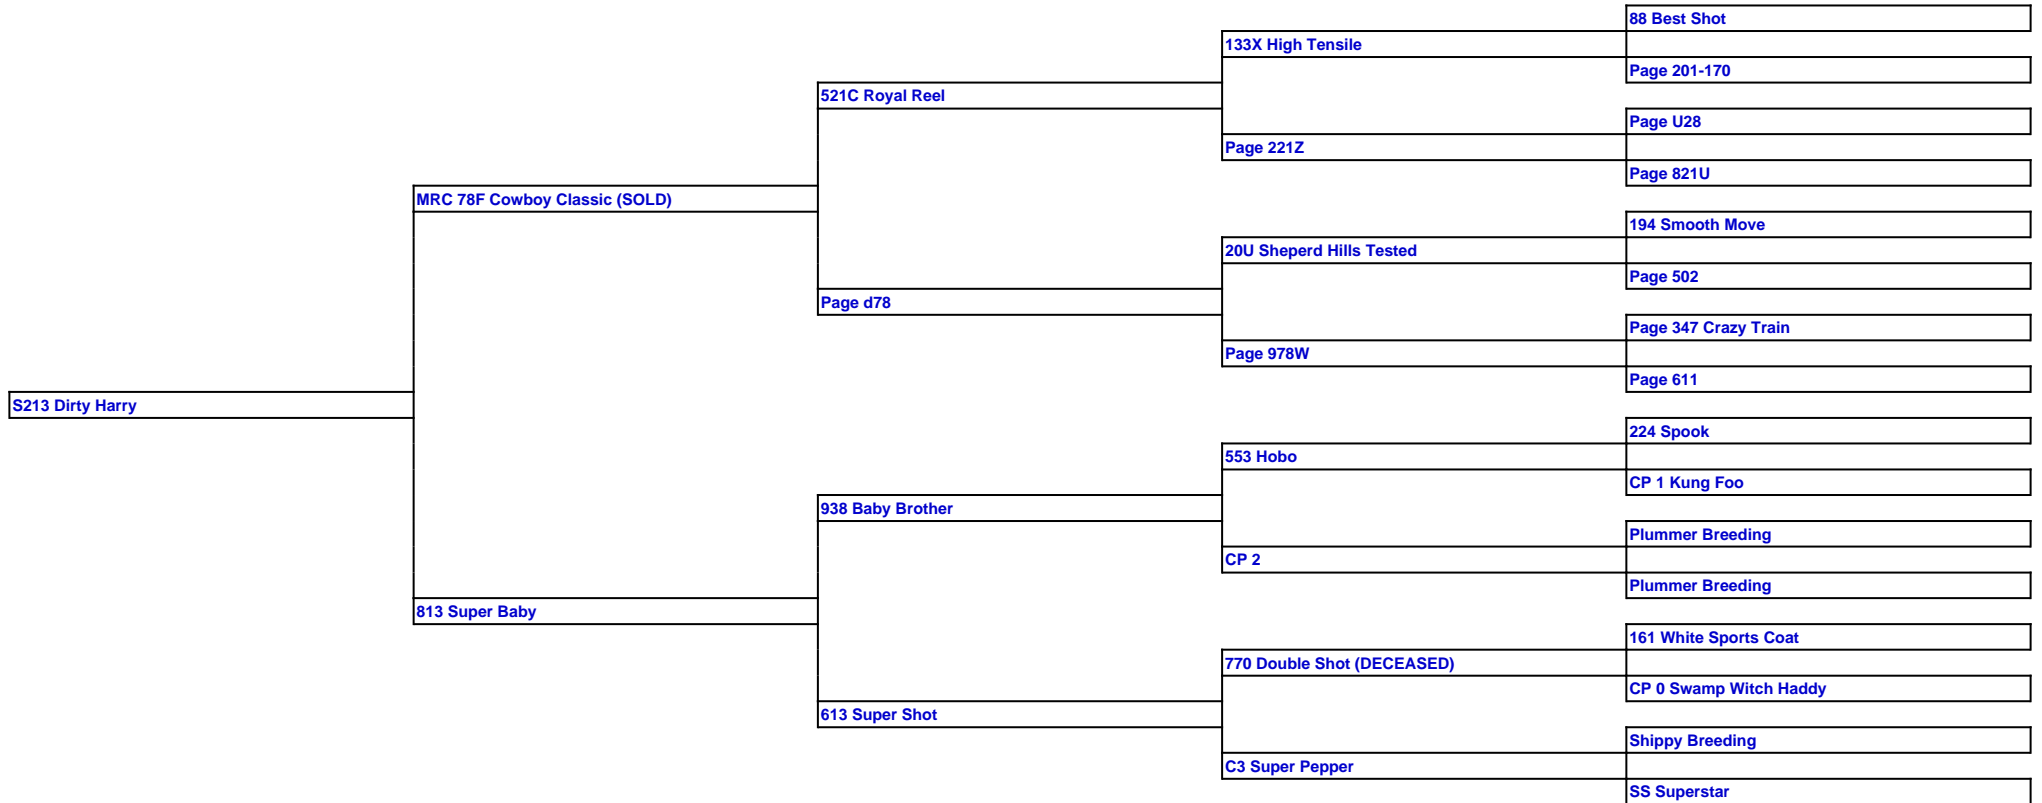 88 Best Shot
133X High Tensile
Page 201-170
521C Royal Reel
Page U28
Page 221Z
Page 821U
MRC 78F Cowboy Classic (SOLD)
194 Smooth Move
20U Sheperd Hills Tested
Page 502
Page d78
Page 347 Crazy Train
Page 978W
Page 611
S213 Dirty Harry
224 Spook
553 Hobo
CP 1 Kung Foo
938 Baby Brother
Plummer Breeding
CP 2
Plummer Breeding
813 Super Baby
161 White Sports Coat
770 Double Shot (DECEASED)
CP 0 Swamp Witch Haddy
613 Super Shot
Shippy Breeding
C3 Super Pepper
SS Superstar